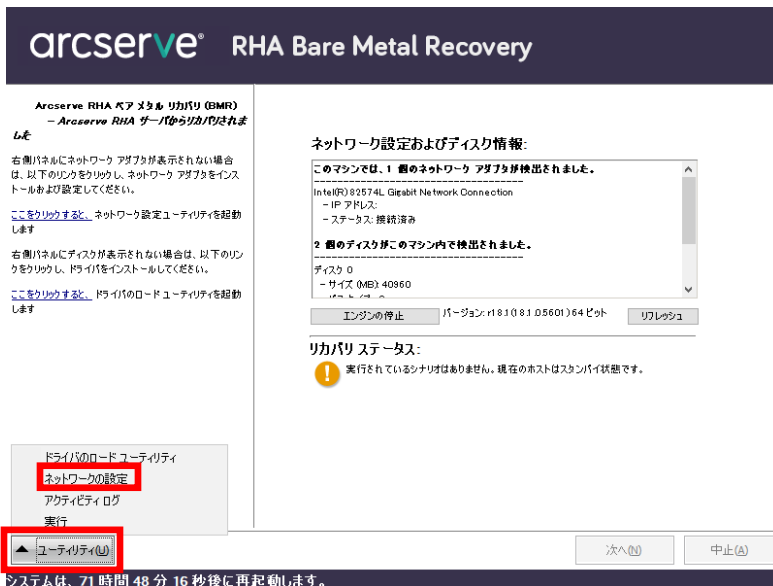 arcserve® RHA Bare Metal Recovery
Arcserve RHA ベア メタル リカバリ (BMR)
– Arcserve RHA サーバからリカバリされま
した
右側パネルにネットワーク アダプタが表示されない場合
は、以下のリンクをクリックし、ネットワーク アダプタをインス
トールおよび設定してください。
ここをクリックすると、 ネットワーク設定ユーティリティを起動
します
右側パネルにディスクが表示されない場合は、以下のリン
クをクリックし、ドライバをインストールしてください。
ここをクリックすると、 ドライバのロード ユーティリティを起動
します
ネットワーク設定およびディスク情報:
このマシンでは、1 個のネットワーク アダプタが検出されました。
Intel(R) 82574L Gigabit Network Connection
– IP アドレス:
– ステータス: 接続済み
2 個のディスクがこのマシン内で検出されました。
ディスク 0
– サイズ (MB): 40960
エンジンの停止 バージョン: r18.1(18.1.0.5601) 64 ビット リフレッシュ
リカバリ ステータス:
実行されているシナリオはありません。現在のホストはスタンバイ状態です。
ドライバのロード ユーティリティ
ネットワークの設定
アクティビティ ログ
実行
ユーティリティ(U) 次へ(N) 中止(A)
システムは、71 時間 48 分 16 秒後に再起動します。